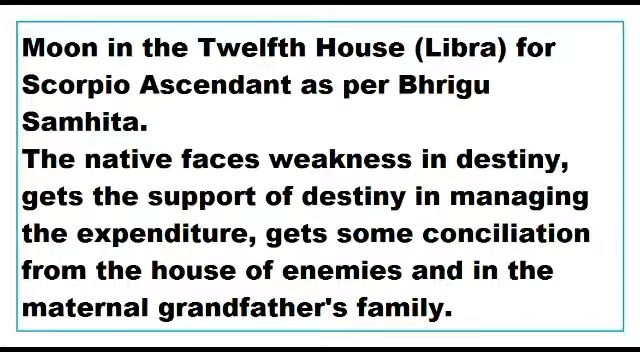 Moon in the Twelfth House (Libra) for
Scorpio Ascendant as per Bhrigu
Samhita.
The native faces weakness in destiny,
gets the support of destiny in managing
the expenditure, gets some conciliation
from the house of enemies and in the
maternal grandfather's family.